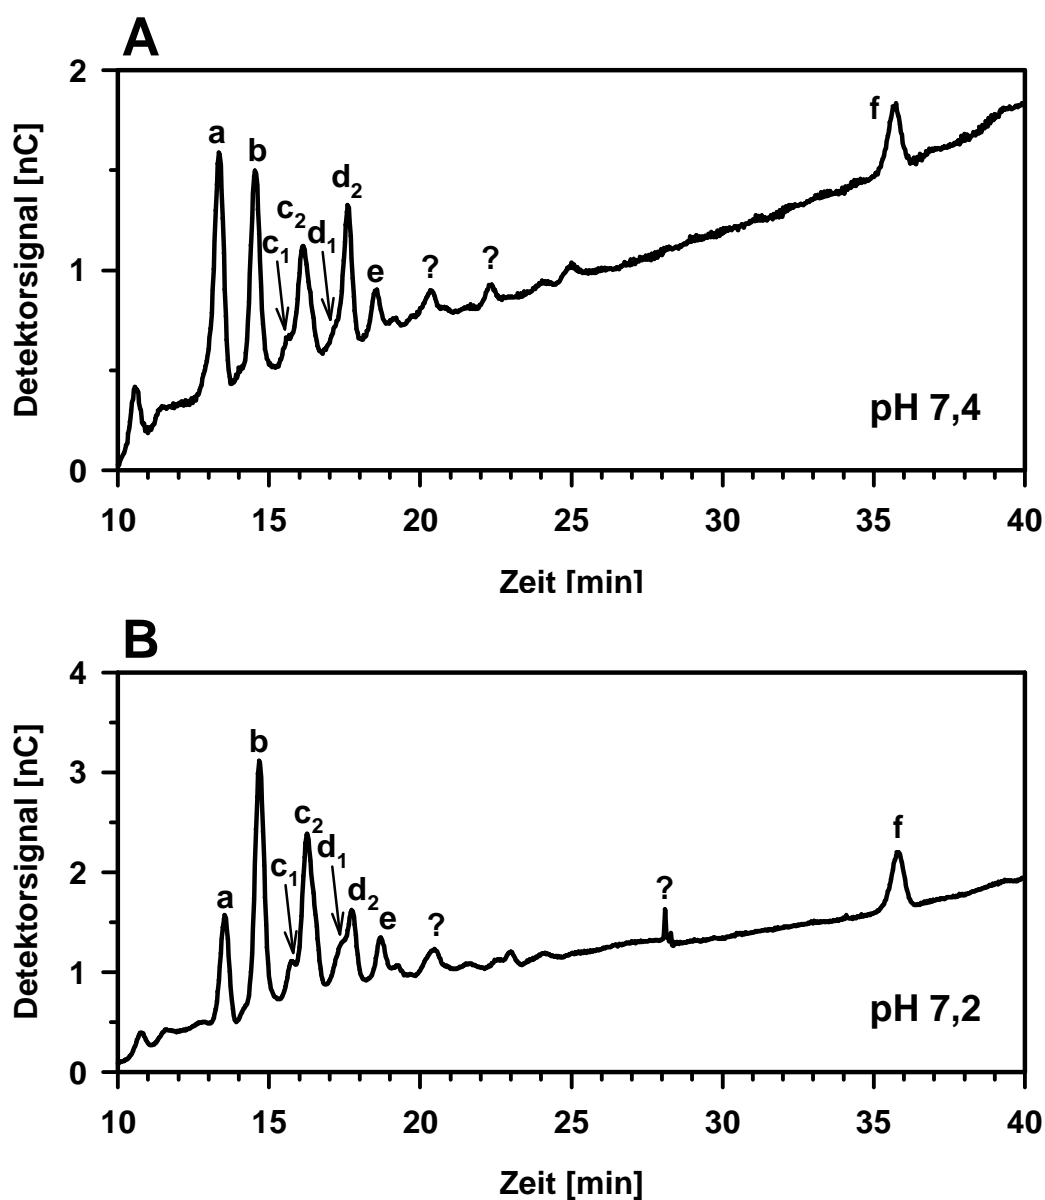 A
2
1
0
Detektorsignal [nC]
a
b
c1
c2
d1
d2
e
?
?
f
pH 7,4
10 15 20 25 30 35 40
Zeit [min]
B
4
3
2
1
0
Detektorsignal [nC]
a
b
c1
c2
d1
d2
e
?
?
f
pH 7,2
10 15 20 25 30 35 40
Zeit [min]